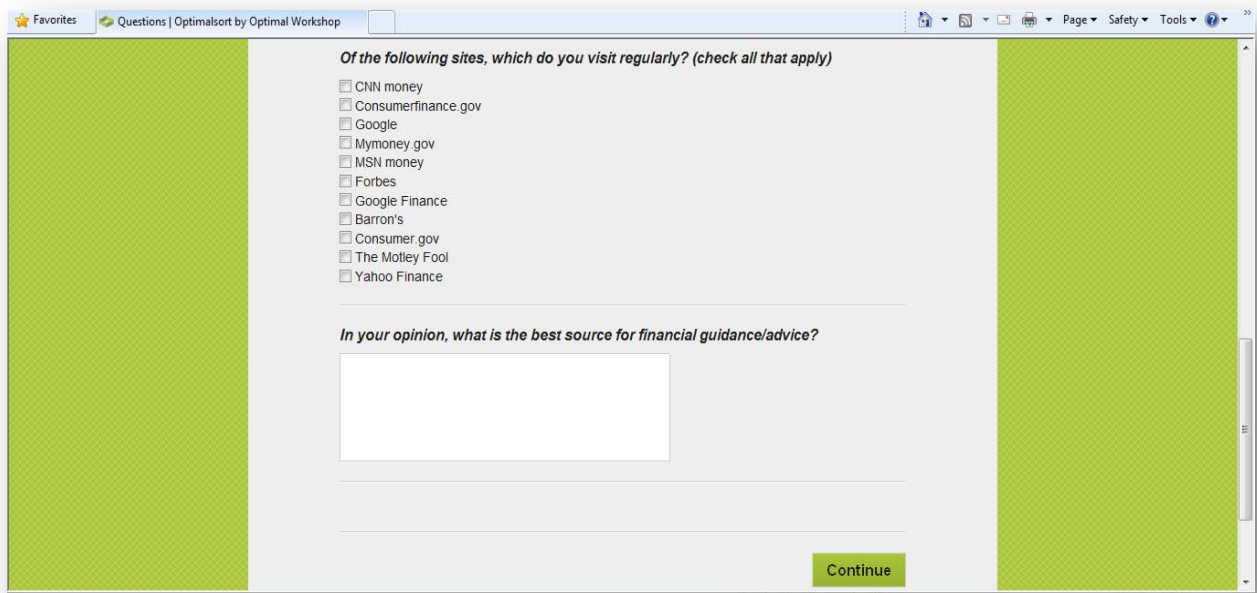 Favorites
Questions | Optimalsort by Optimal Workshop
Page
Safety
Tools
Of the following sites, which do you visit regularly? (check all that apply)
CNN money
Consumerfinance.gov
Google
Mymoney.gov
MSN money
Forbes
Google Finance
Barron's
Consumer.gov
The Motley Fool
Yahoo Finance
In your opinion, what is the best source for financial guidance/advice?
Continue